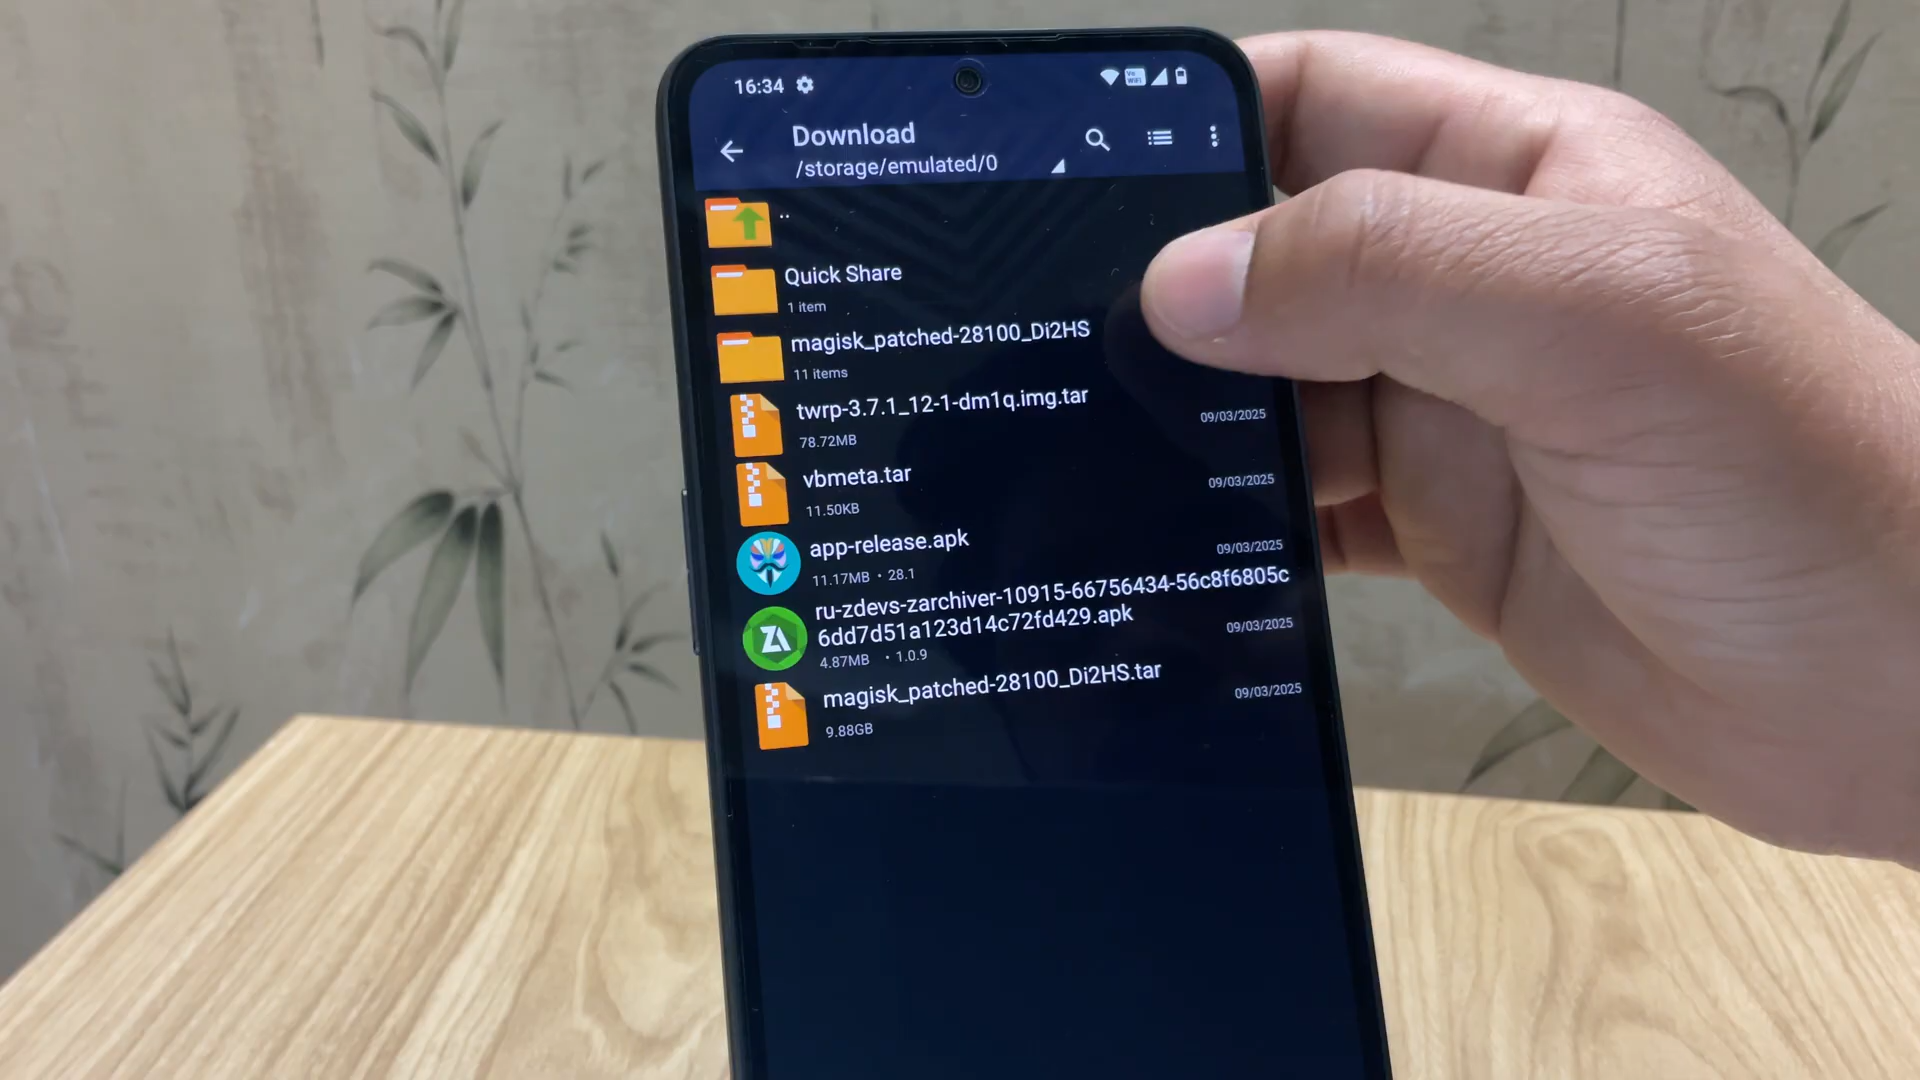 16:34
Vo
WiFi
Download
/storage/emulated/0
..
Quick Share
1 item
magisk_patched-28100_Di2HS
11 items
twrp-3.7.1_12-1-dm1q.img.tar
78.72MB
09/03/2025
vbmeta.tar
11.50KB
09/03/2025
app-release.apk
11.17MB · 28.1
09/03/2025
ru-zdevs-zarchiver-10915-66756434-56c8f6805c
6dd7d51a123d14c72fd429.apk
4.87MB · 1.0.9
09/03/2025
ZA
magisk_patched-28100_Di2HS.tar
9.88GB
09/03/2025